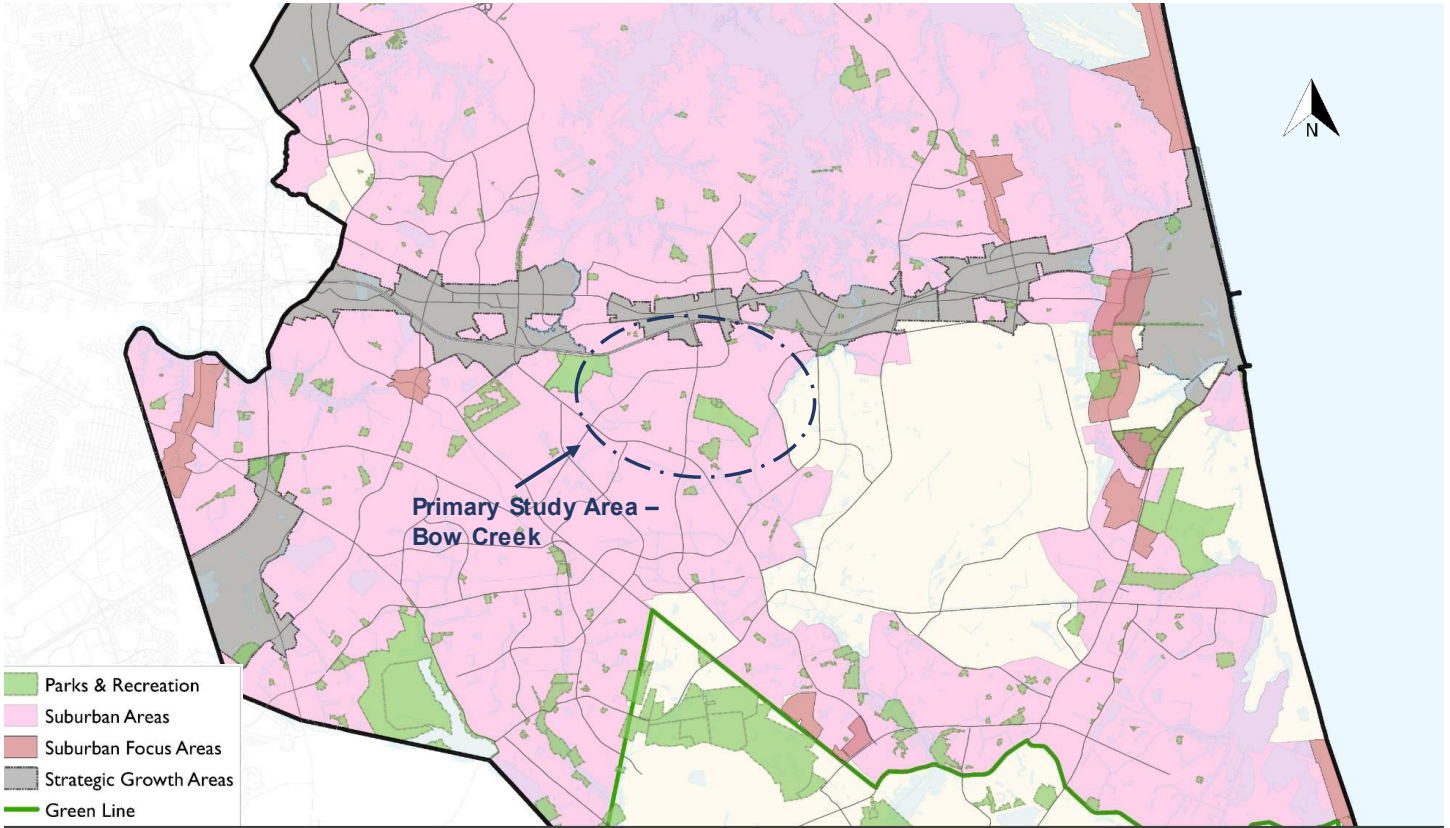 N
Primary Study Area –
Bow Creek
Parks & Recreation
Suburban Areas
Suburban Focus Areas
Strategic Growth Areas
Green Line